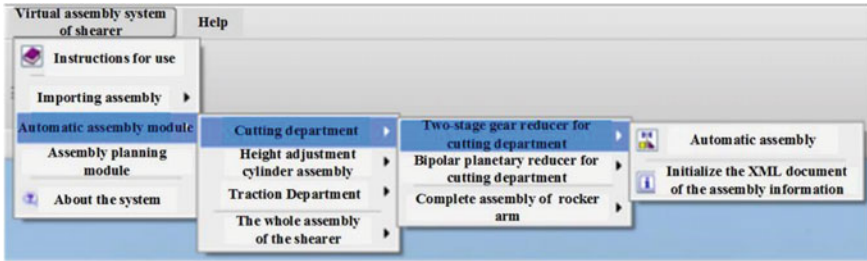 Virtual assembly system
of shearer
Help
Instructions for use
Importing assembly
Automatic assembly module
Assembly planning
module
About the system
Cutting department
Height adjustment
cylinder assembly
Traction Department
The whole assembly
of the shearer
Two-stage gear reducer for
cutting department
Bipolar planetary reducer for
cutting department
Complete assembly of rocker
arm
Automatic assembly
Initialize the XML document
of the assembly information